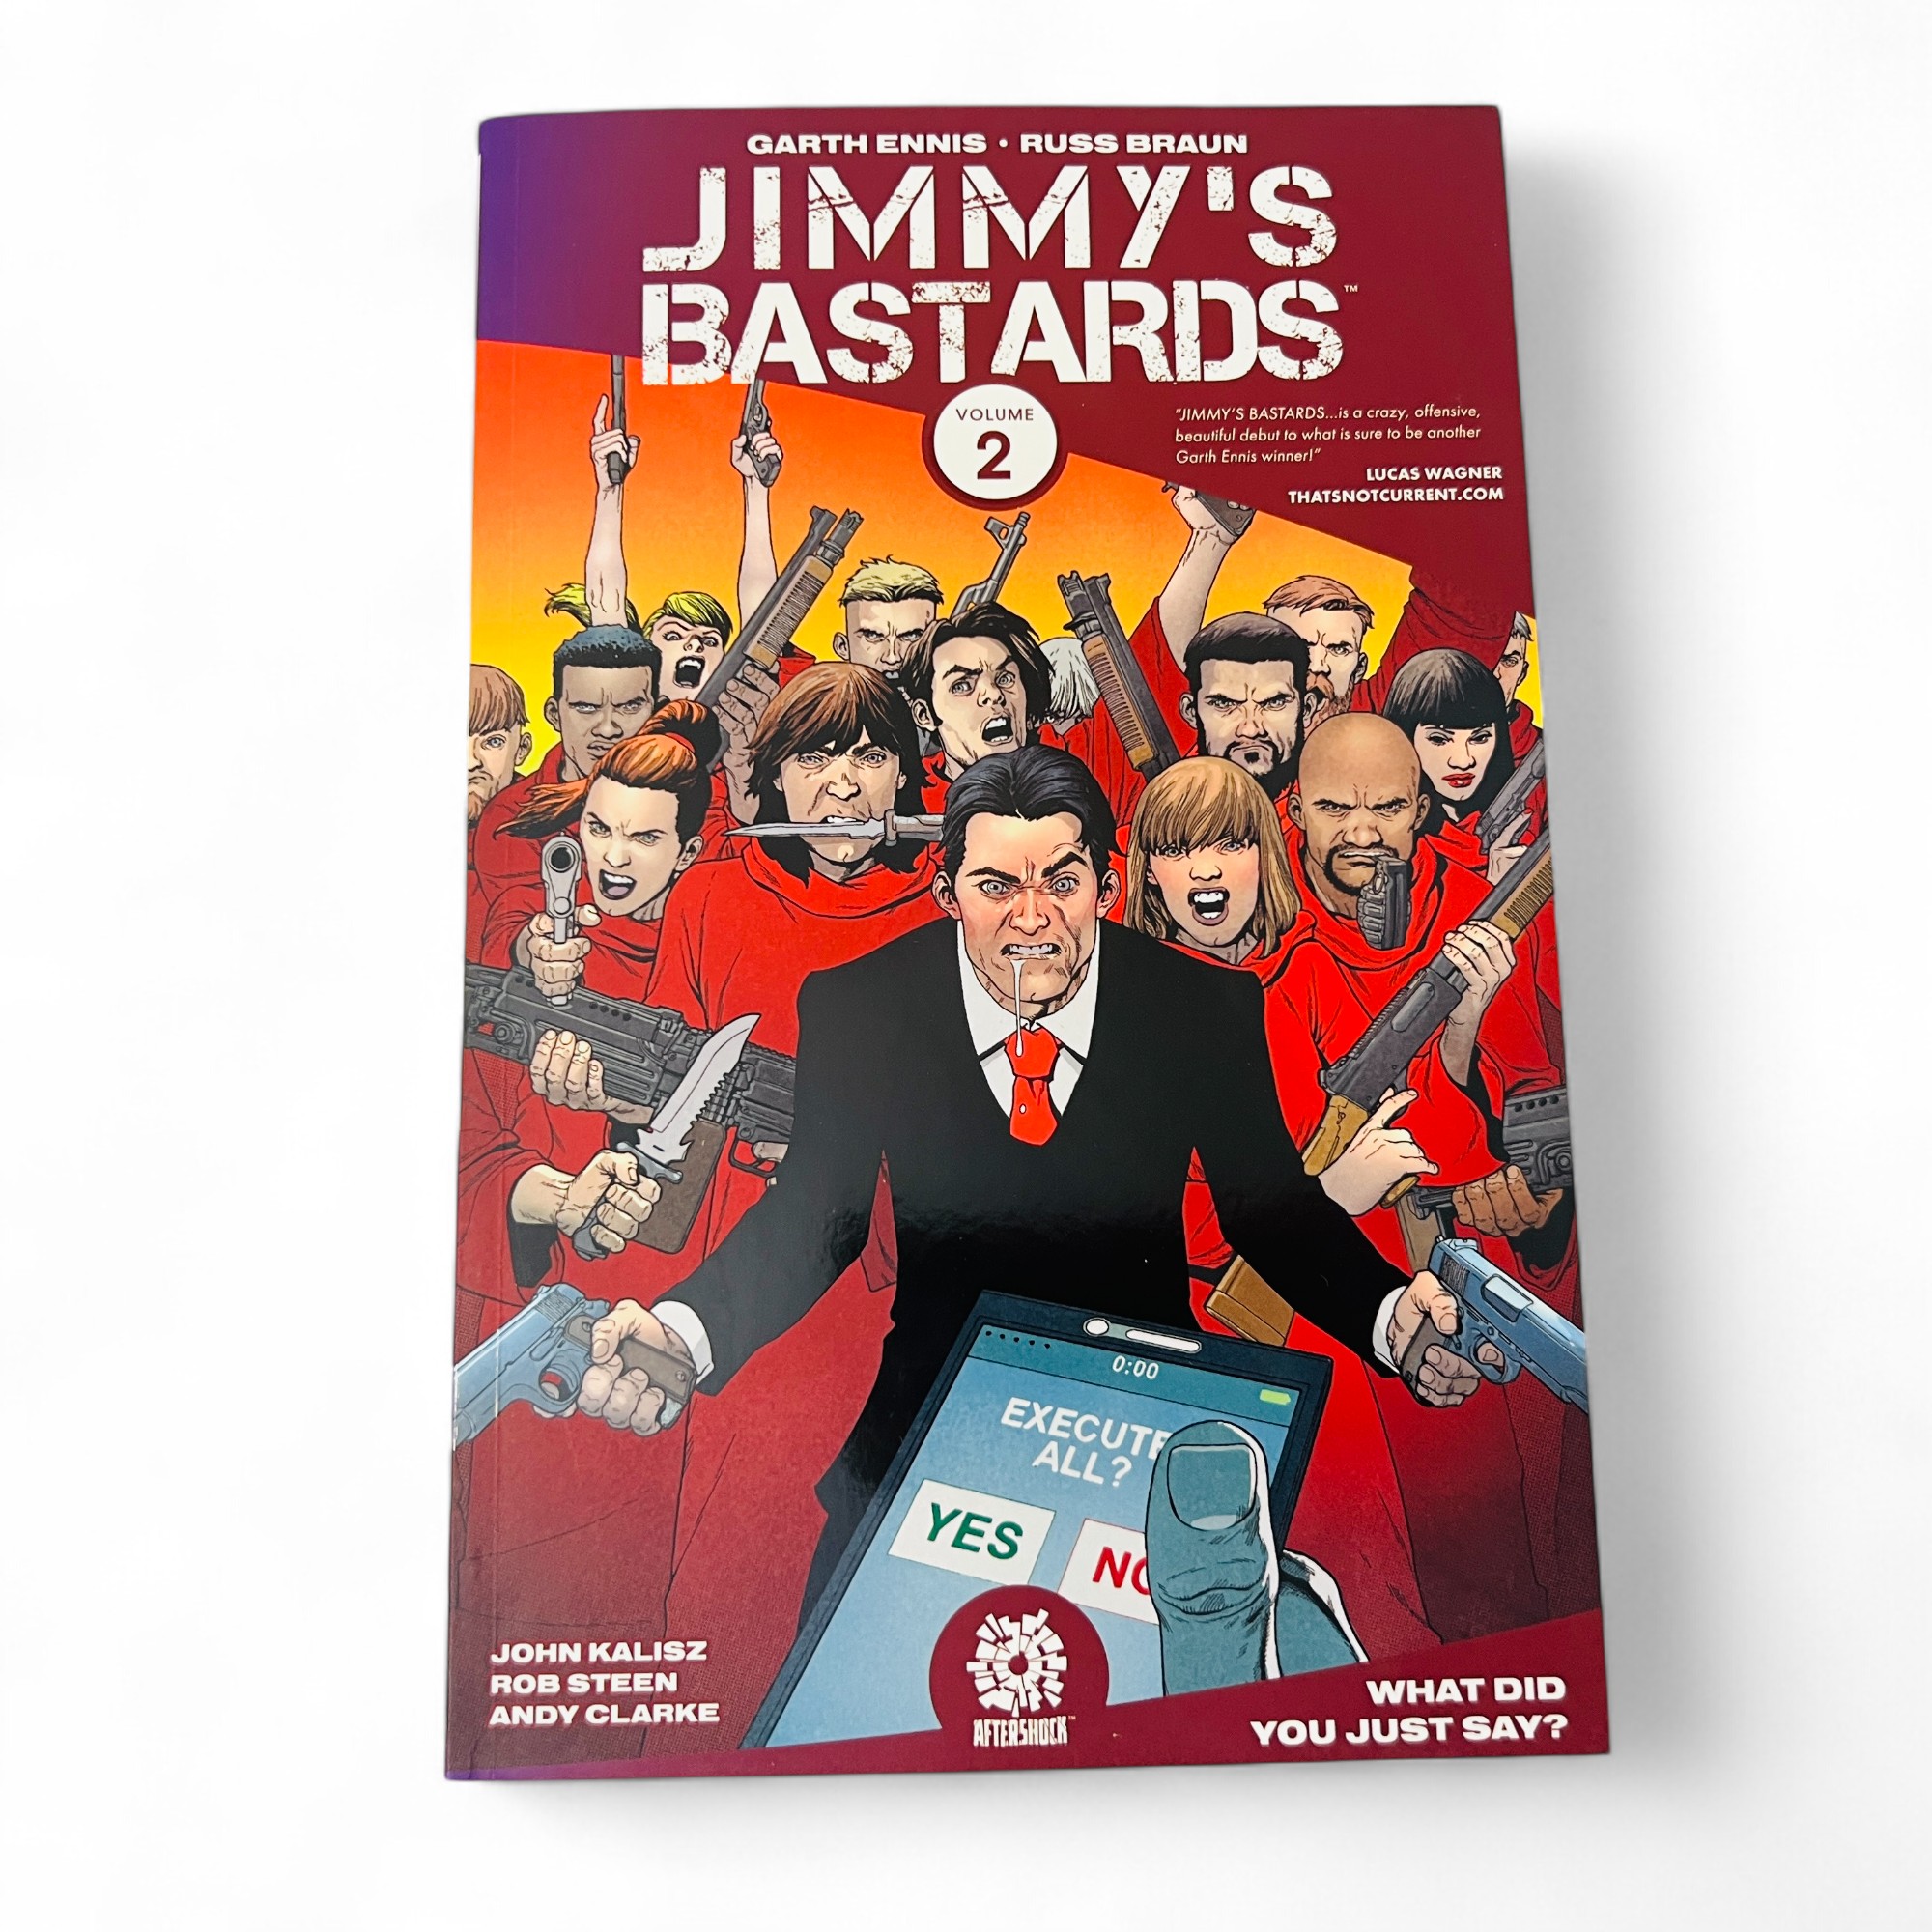 GARTH ENNIS • RUSS BRAUN
JIMMY'S
BASTARDS™
VOLUME
2
"JIMMY'S BASTARDS...is a crazy, offensive,
beautiful debut to what is sure to be another
Garth Ennis winner!"
LUCAS WAGNER
THATSNOTCURRENT.COM
0:00
EXECUTE
ALL?
YES
NO
JOHN KALISZ
ROB STEEN
ANDY CLARKE
AFTERSHOCK™
WHAT DID
YOU JUST SAY?